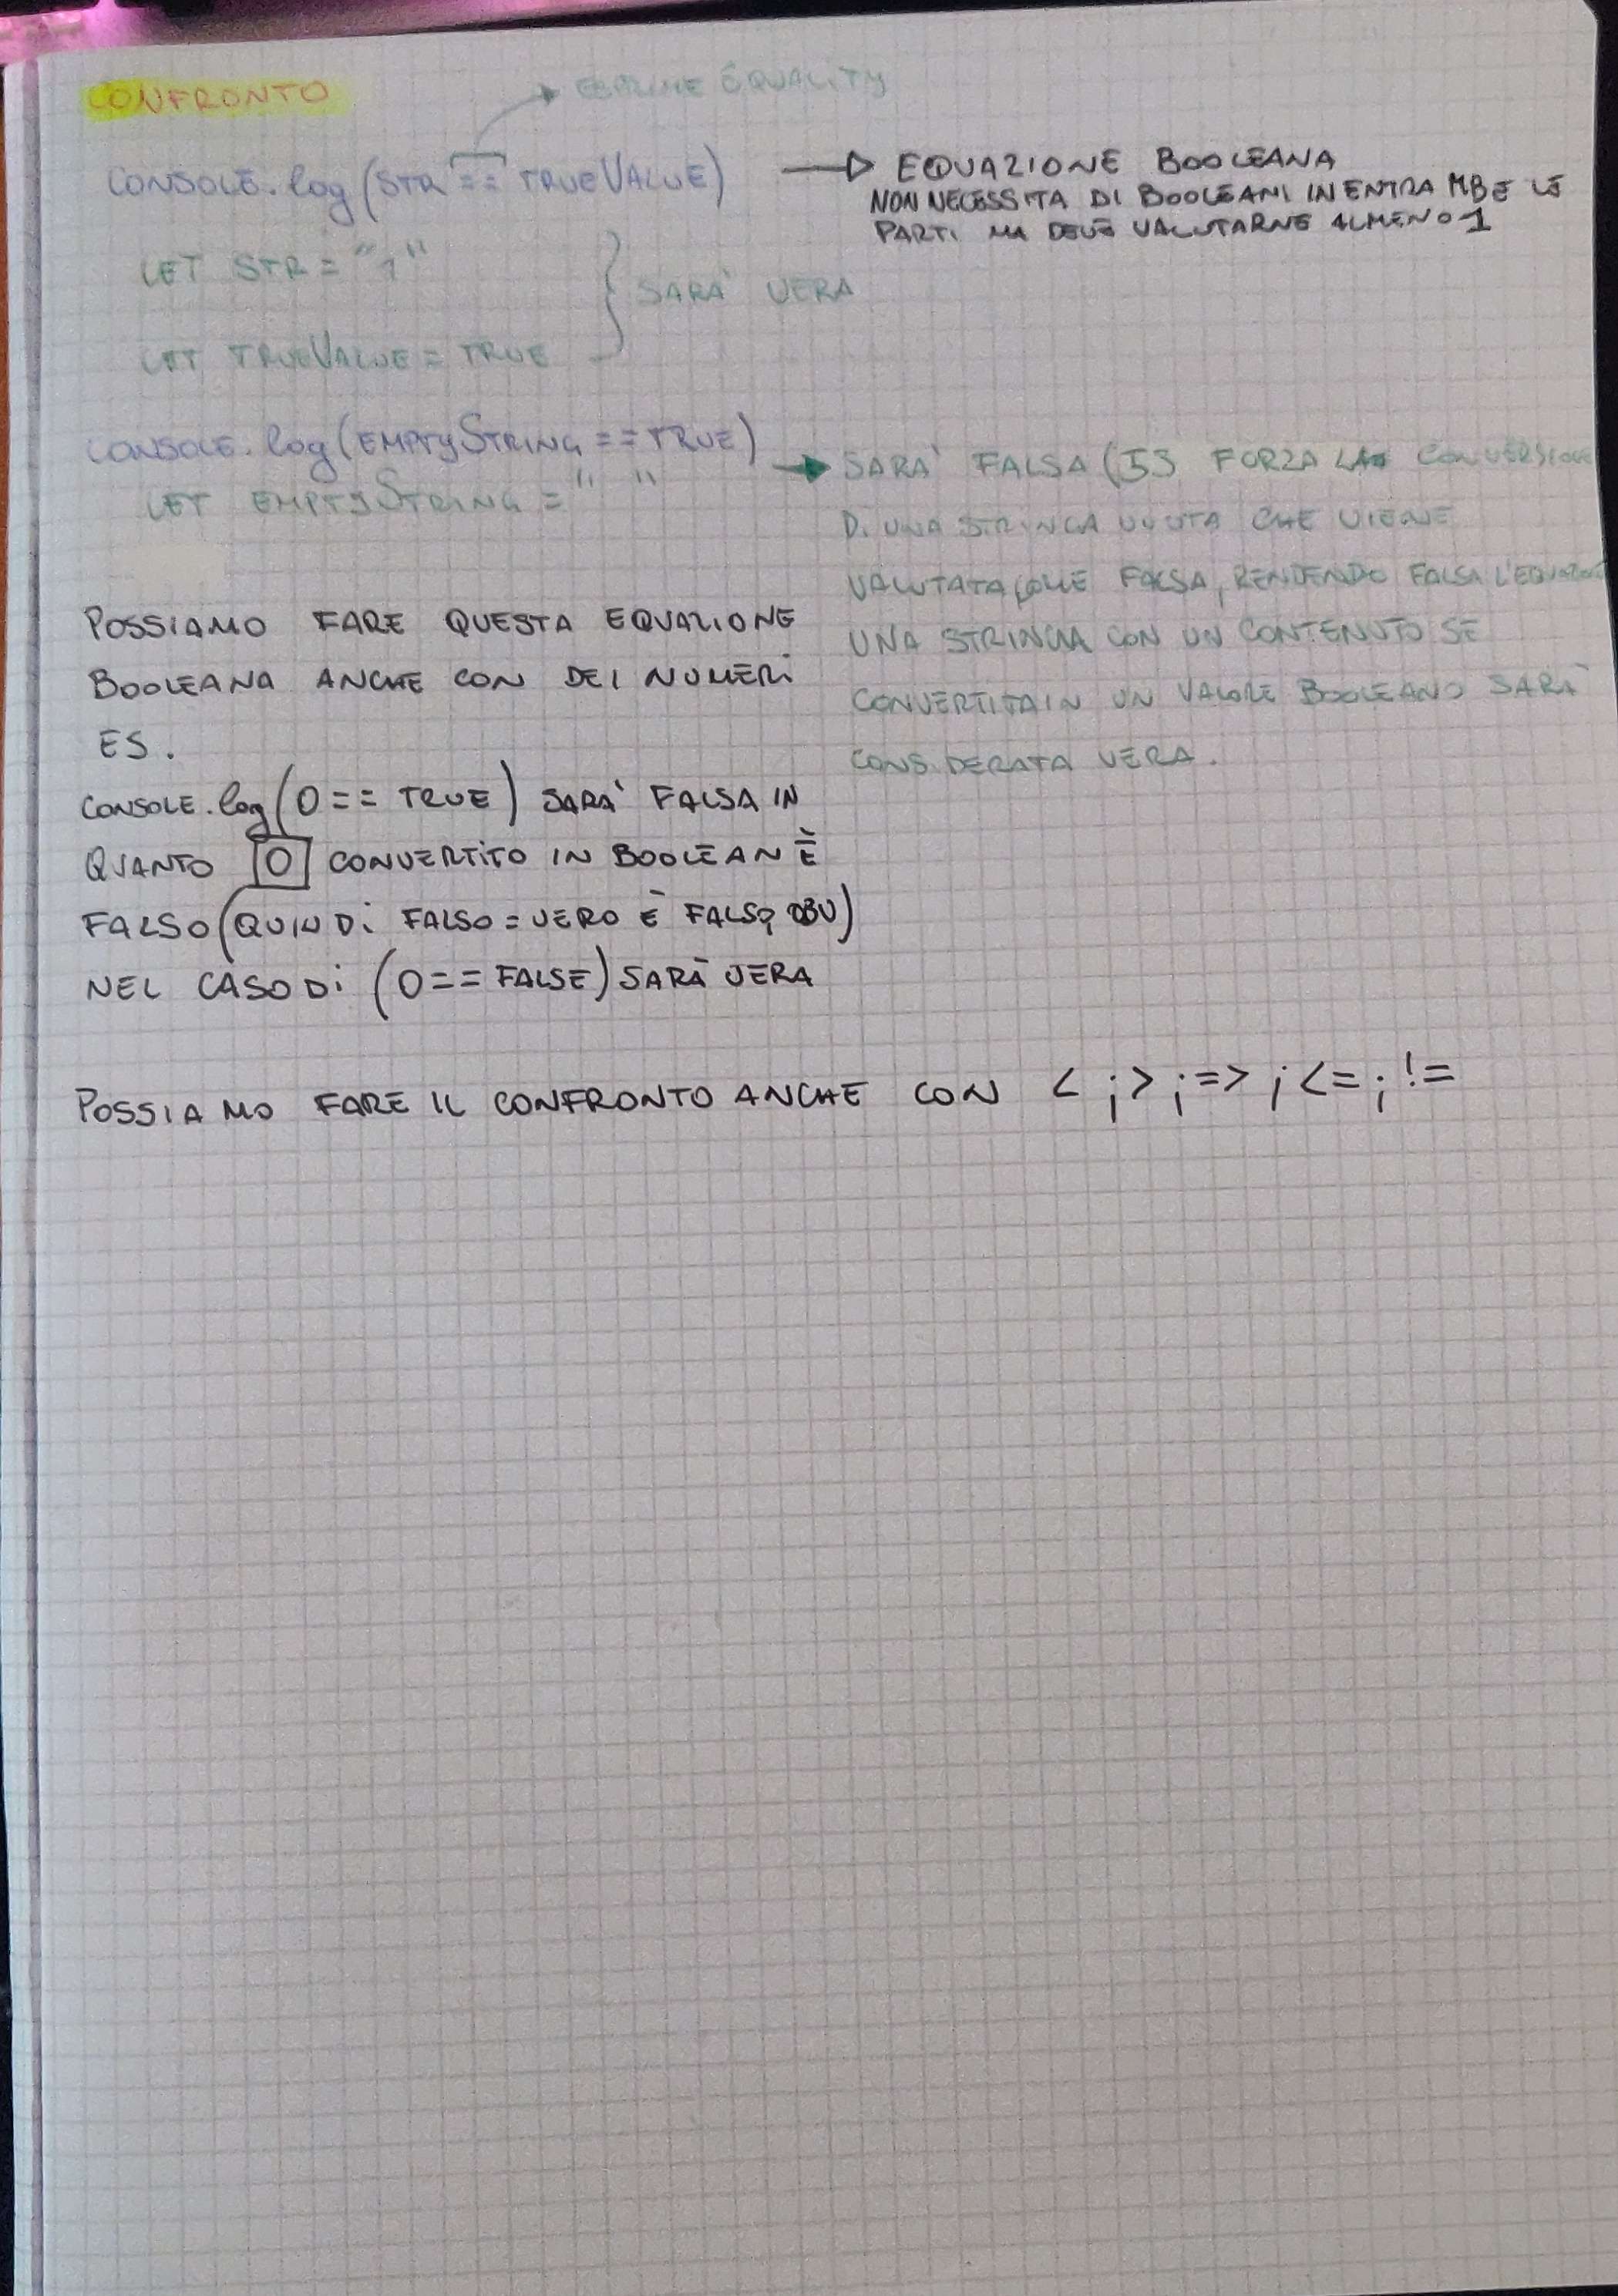 CONFRONTO
ESPRIME EQUALITY
CONSOLE.log(STR == TRUEVALUE)
EQUAZIONE BOOLEANA
NON NECESSITA DI BOOLEANI IN ENTRAMBE LE
PARTI MA DEVE VALUTARNE ALMENO 1
LET STR = "1"
LET TRUEVALUE = TRUE
SARA' VERA
CONSOLE.log(EMPTYSTRING == TRUE)
LET EMPTYSTRING = " "
SARA' FALSA (JS FORZA LA CONVERSIONE
DI UNA STRINGA VUOTA CHE VIENE
VALUTATA COME FALSA, RENDENDO FALSA L'EQUAZIONE
UNA STRINGA CON UN CONTENUTO SE
CONVERTITA IN UN VALORE BOOLEANO SARÀ
CONSIDERATA VERA.
POSSIAMO FARE QUESTA EQUAZIONE
BOOLEANA ANCHE CON DEI NUMERI
ES.
CONSOLE.log(0 == TRUE) SARA' FALSA IN
QUANTO 0 CONVERTITO IN BOOLEAN È
FALSO (QUINDI FALSO = VERO È FALSO, OBV)
NEL CASO DI (0 == FALSE) SARÀ VERA
POSSIAMO FARE IL CONFRONTO ANCHE CON < ; > ; => ; <= ; !=